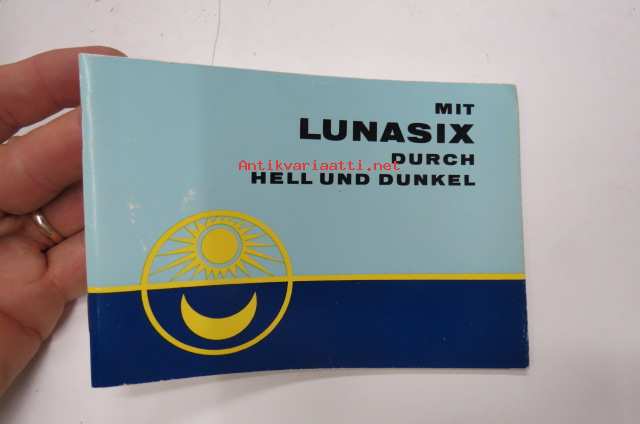 MIT
LUNASIX
DURCH
HELL UND DUNKEL
Antikvariaatti.net